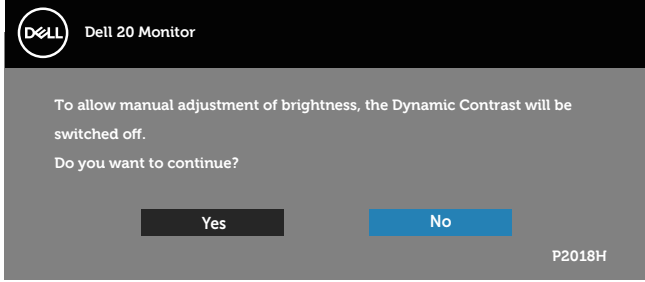 DELL
Dell 20 Monitor
To allow manual adjustment of brightness, the Dynamic Contrast will be
switched off.
Do you want to continue?
Yes
No
P2018H